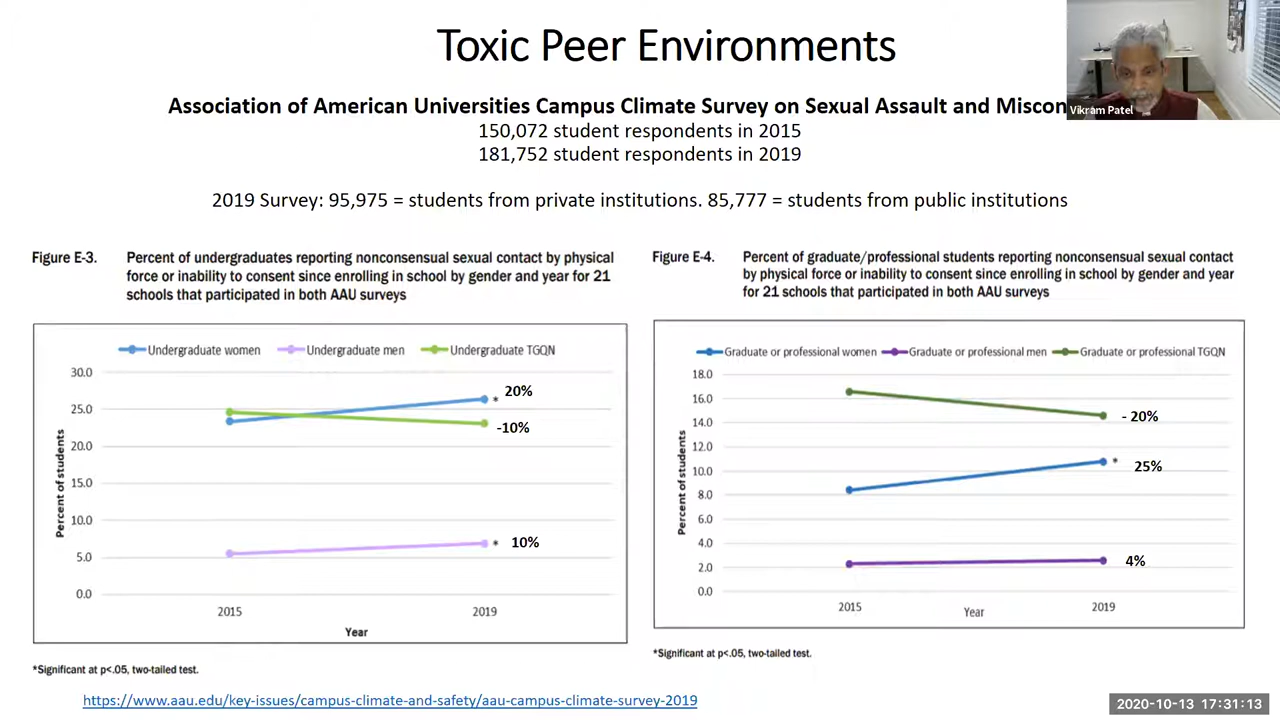 Toxic Peer Environments
Vikram Patel
Association of American Universities Campus Climate Survey on Sexual Assault and Miscon
150,072 student respondents in 2015
181,752 student respondents in 2019
2019 Survey: 95,975 = students from private institutions. 85,777 = students from public institutions
Figure E-3. Percent of undergraduates reporting nonconsensual sexual contact by physical
force or inability to consent since enrolling in school by gender and year for 21
schools that participated in both AAU surveys
Undergraduate women Undergraduate men Undergraduate TGQN
30.0
25.0
20.0
15.0
10.0
5.0
0.0
Percent of students
* 20%
-10%
* 10%
2015 2019
Year
*Significant at p<.05, two-tailed test.
Figure E-4. Percent of graduate/professional students reporting nonconsensual sexual contact
by physical force or inability to consent since enrolling in school by gender and year
for 21 schools that participated in both AAU surveys
Graduate or professional women Graduate or professional men Graduate or professional TGQN
18.0
16.0
14.0
12.0
10.0
8.0
6.0
4.0
2.0
0.0
Percent of students
- 20%
* 25%
4%
2015 2019
Year
*Significant at p<.05, two-tailed test.
https://www.aau.edu/key-issues/campus-climate-and-safety/aau-campus-climate-survey-2019
2020-10-13 17:31:13